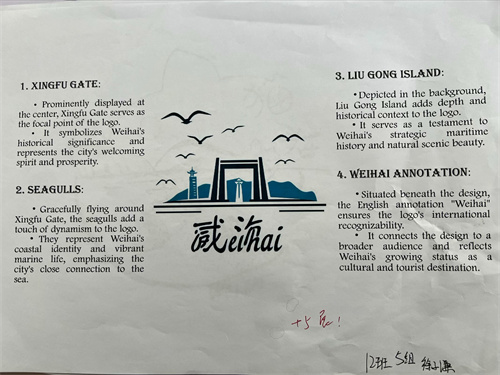 1. XINGFU GATE:
• Prominently displayed at
the center, Xingfu Gate serves as
the focal point of the logo.
• It symbolizes Weihai's
historical significance and
represents the city's welcoming
spirit and prosperity.
2. SEAGULLS:
• Gracefully flying around
Xingfu Gate, the seagulls add a
touch of dynamism to the logo.
• They represent Weihai's
coastal identity and vibrant
marine life, emphasizing the
city's close connection to the
sea.
威海
Weihai
3. LIU GONG ISLAND:
•Depicted in the background,
Liu Gong Island adds depth and
historical context to the logo.
• It serves as a testament to
Weihai's strategic maritime
history and natural scenic beauty.
4. WEIHAI ANNOTATION:
• Situated beneath the design,
the English annotation "Weihai"
ensures the logo's international
recognizability.
• It connects the design to a
broader audience and reflects
Weihai's growing status as a
cultural and tourist destination.
+5
12班 5组